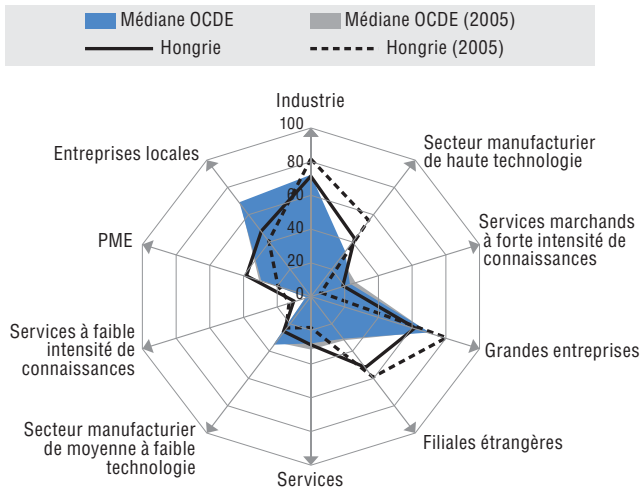 Médiane OCDE
Médiane OCDE (2005)
Hongrie
Hongrie (2005)
Industrie
100
80
60
40
20
0
Secteur manufacturier
de haute technologie
Services marchands
à forte intensité de
connaissances
Grandes entreprises
Filiales étrangères
Services
Secteur manufacturier
de moyenne à faible
technologie
Services à faible
intensité de
connaissances
PME
Entreprises locales